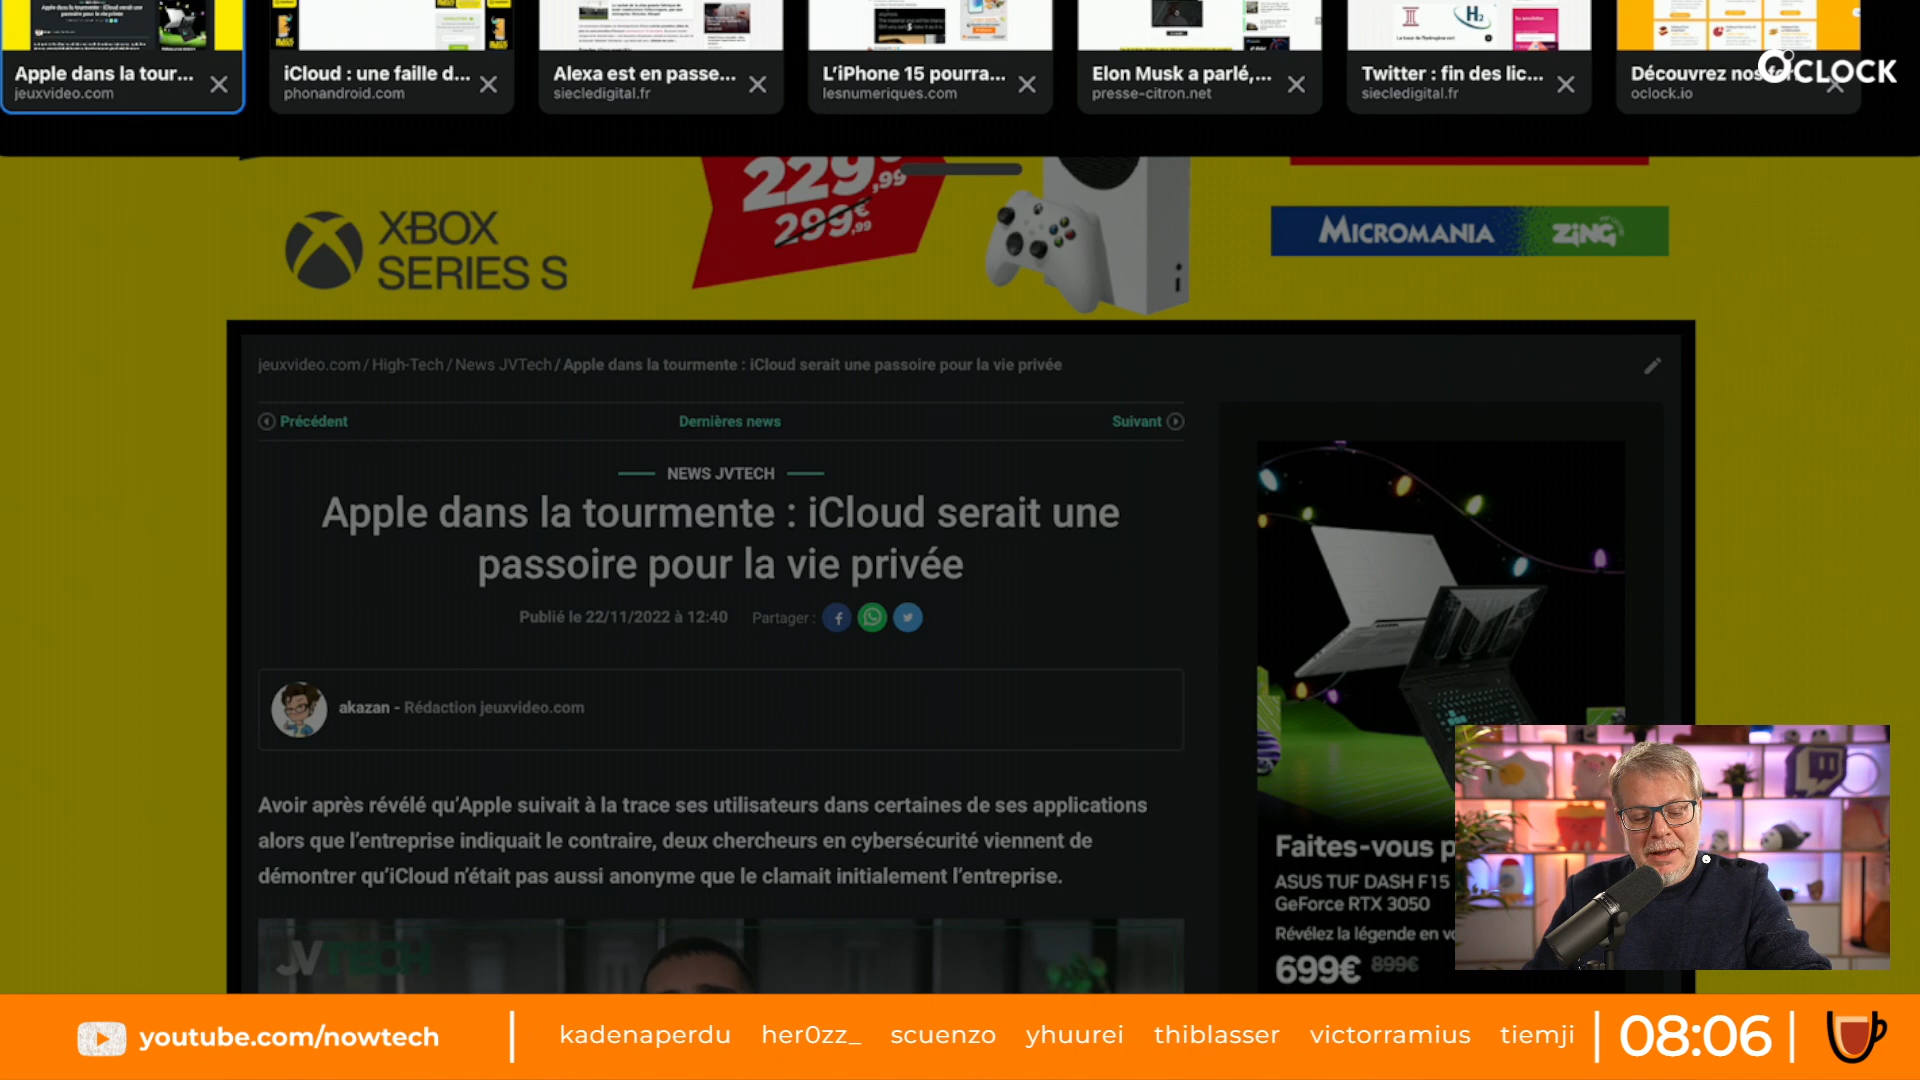 Apple dans la tour...
jeuxvideo.com
iCloud : une faille d...
phonandroid.com
Alexa est en passe...
siecledigital.fr
L'iPhone 15 pourra...
lesnumeriques.com
Elon Musk a parlé,...
presse-citron.net
Twitter : fin des lic...
siecledigital.fr
Découvrez nos
oclock.io
O'CLOCK
XBOX
SERIES S
229€,99
299€,99
MICROMANIA
ZiNG
jeuxvideo.com / High-Tech / News JVTech / Apple dans la tourmente : iCloud serait une passoire pour la vie privée
Précédent
Dernières news
Suivant
NEWS JVTECH
Apple dans la tourmente : iCloud serait une
passoire pour la vie privée
Publié le 22/11/2022 à 12:40
Partager :
akazan - Rédaction jeuxvideo.com
Avoir après révélé qu'Apple suivait à la trace ses utilisateurs dans certaines de ses applications
alors que l'entreprise indiquait le contraire, deux chercheurs en cybersécurité viennent de
démontrer qu'iCloud n'était pas aussi anonyme que le clamait initialement l'entreprise.
JVTECH
Faites-vous p
ASUS TUF DASH F15
GeForce RTX 3050
Révélez la légende en vo
699€ 899€
youtube.com/nowtech
kadenaperdu her0zz_ scuenzo yhuurei thiblasser victorramius tiemji
08:06